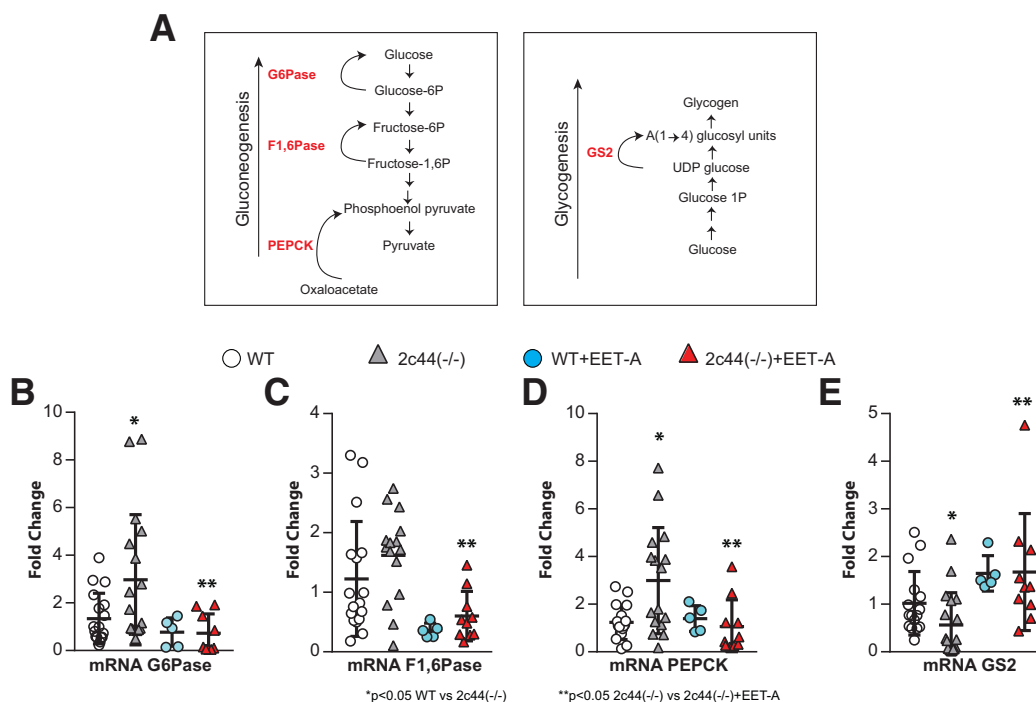 A
Gluconeogenesis
G6Pase
F1,6Pase
PEPCK
Glucose
Glucose-6P
Fructose-6P
Fructose-1,6P
Phosphoenol pyruvate
Pyruvate
Oxaloacetate
Glycogenesis
GS2
Glycogen
A(1→4) glucosyl units
UDP glucose
Glucose 1P
Glucose
WT
2c44(-/-)
WT+EET-A
2c44(-/-)+EET-A
B
Fold Change
10
8
6
4
2
0
*
**
mRNA G6Pase
C
Fold Change
4
3
2
1
0
**
mRNA F1,6Pase
D
Fold Change
10
8
6
4
2
0
*
**
mRNA PEPCK
E
Fold Change
5
4
3
2
1
0
*
**
mRNA GS2
*p<0.05 WT vs 2c44(-/-)
**p<0.05 2c44(-/-) vs 2c44(-/-)+EET-A